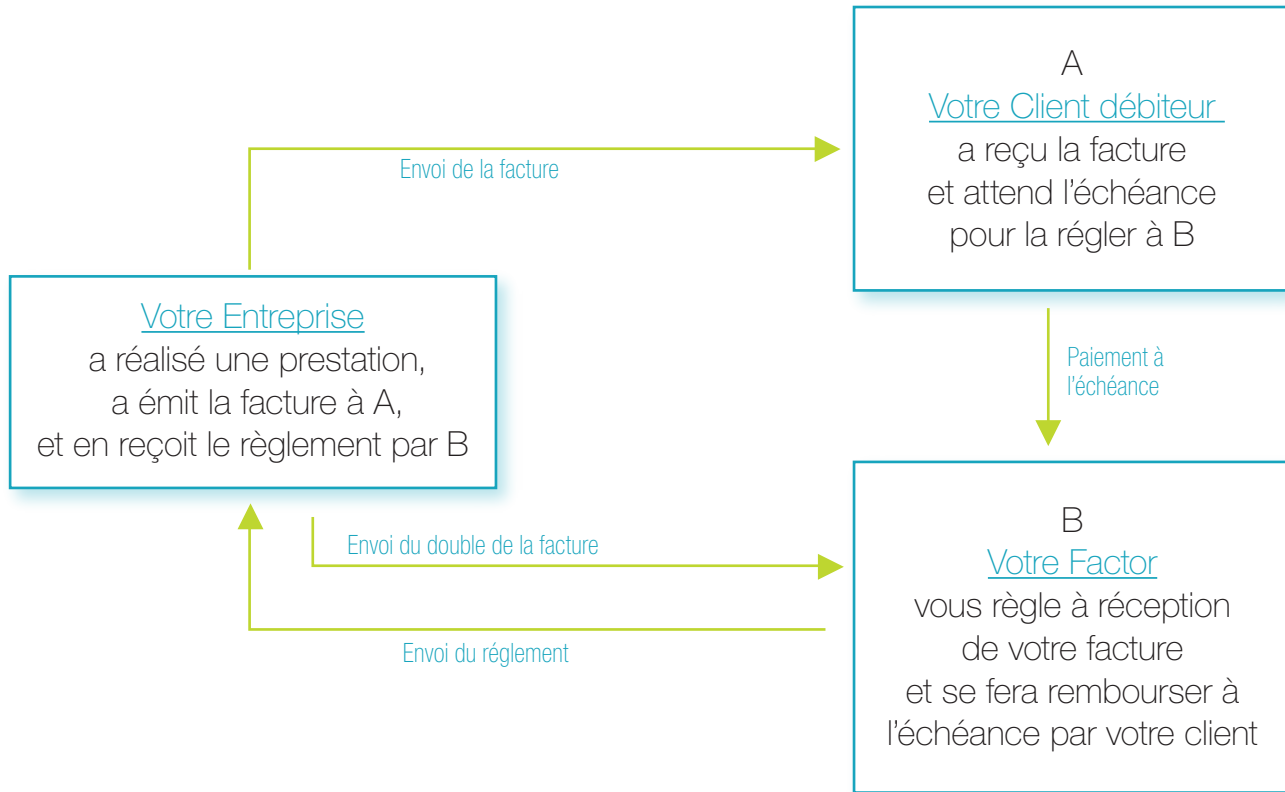 A
Votre Client débiteur
a reçu la facture
et attend l’échéance
pour la régler à B
Envoi de la facture
Votre Entreprise
a réalisé une prestation,
a émit la facture à A,
et en reçoit le règlement par B
Paiement à
l’échéance
Envoi du double de la facture
Envoi du réglement
B
Votre Factor
vous règle à réception
de votre facture
et se fera rembourser à
l’échéance par votre client